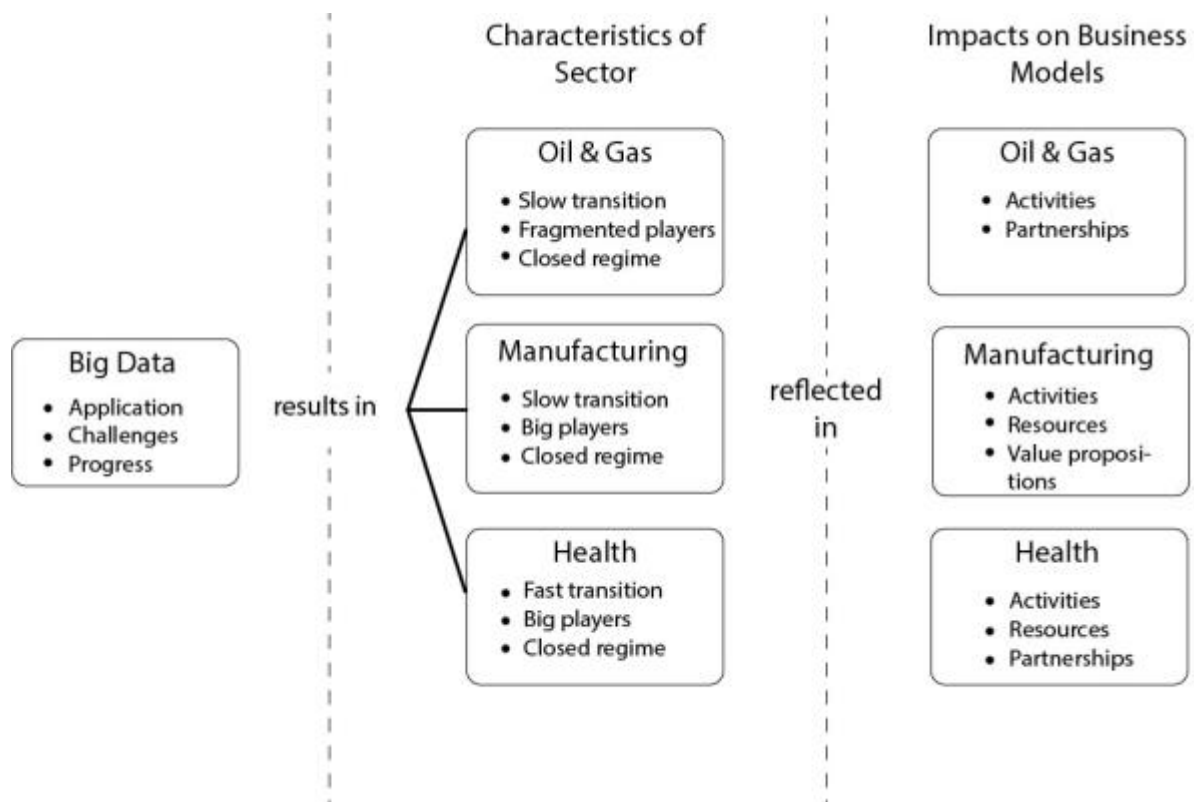 Big Data
• Application
• Challenges
• Progress
results in
Characteristics of
Sector
Oil & Gas
• Slow transition
• Fragmented players
• Closed regime
Manufacturing
• Slow transition
• Big players
• Closed regime
Health
• Fast transition
• Big players
• Closed regime
reflected
in
Impacts on Business
Models
Oil & Gas
• Activities
• Partnerships
Manufacturing
• Activities
• Resources
• Value proposi-
tions
Health
• Activities
• Resources
• Partnerships